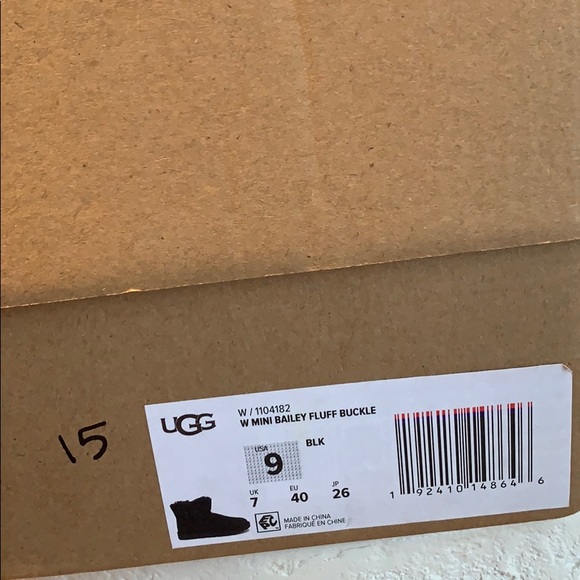 15
UGG
W / 1104182
W MINI BAILEY FLUFF BUCKLE
USA
9
BLK
UK EU JP
7 40 26
MADE IN CHINA
FABRIQUÉ EN CHINE
1 92410 14864 6